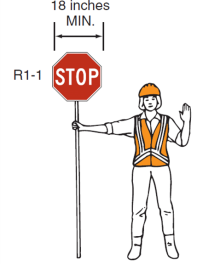 18 inches
MIN.
R1-1
STOP